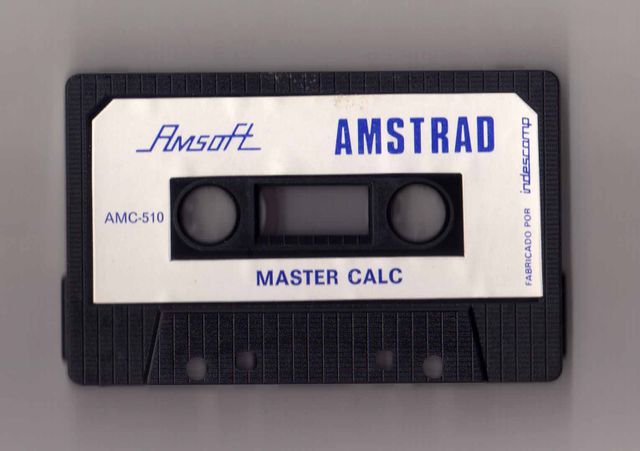 Amsoft
AMSTRAD
AMC-510
MASTER CALC
FABRICADO POR indescomp